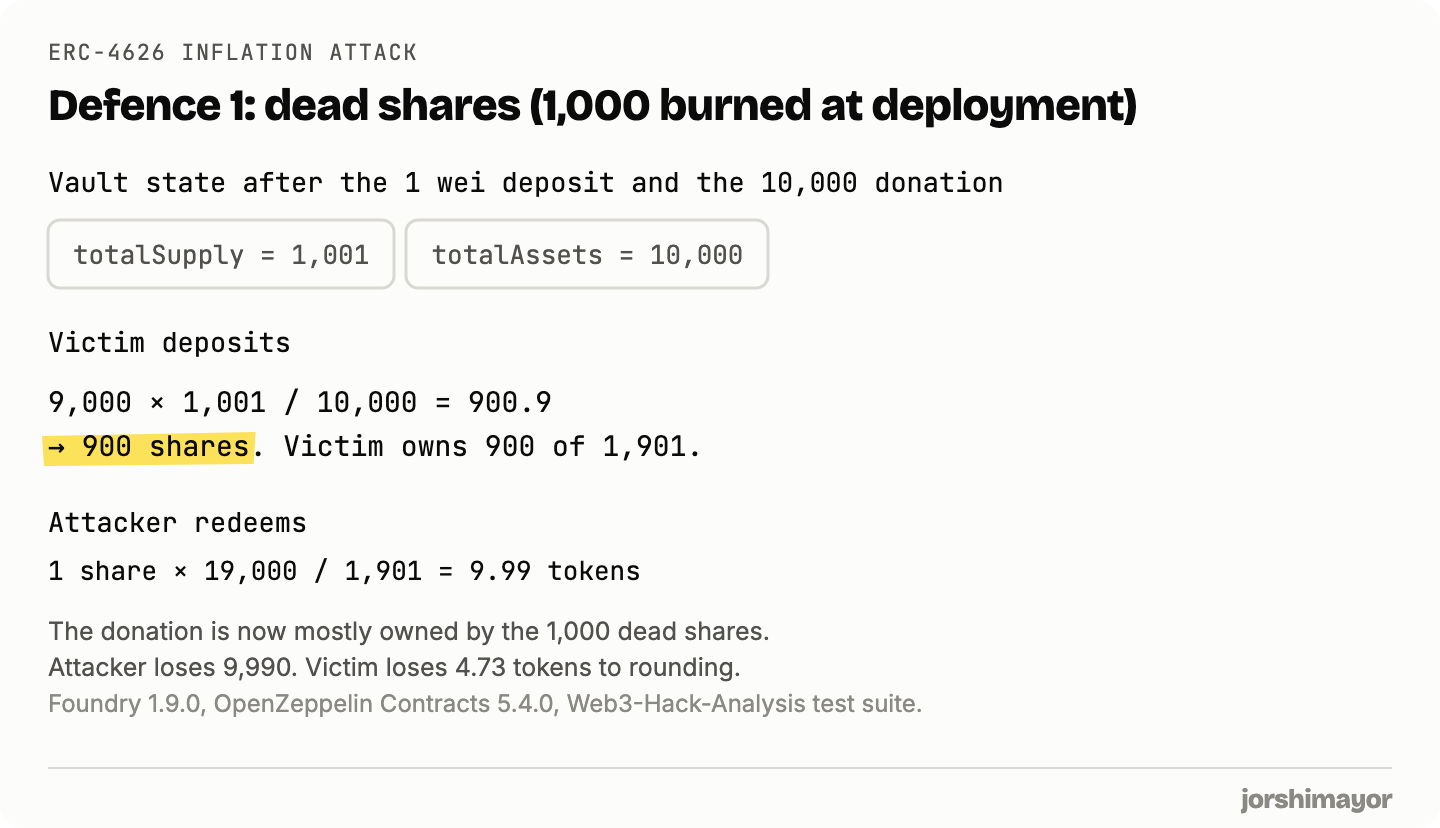 ERC-4626 INFLATION ATTACK
Defence 1: dead shares (1,000 burned at deployment)
Vault state after the 1 wei deposit and the 10,000 donation
totalSupply = 1,001 totalAssets = 10,000
Victim deposits
9,000 × 1,001 / 10,000 = 900.9
→ 900 shares. Victim owns 900 of 1,901.
Attacker redeems
1 share × 19,000 / 1,901 = 9.99 tokens
The donation is now mostly owned by the 1,000 dead shares.
Attacker loses 9,990. Victim loses 4.73 tokens to rounding.
Foundry 1.9.0, OpenZeppelin Contracts 5.4.0, Web3-Hack-Analysis test suite.
jorshimayor